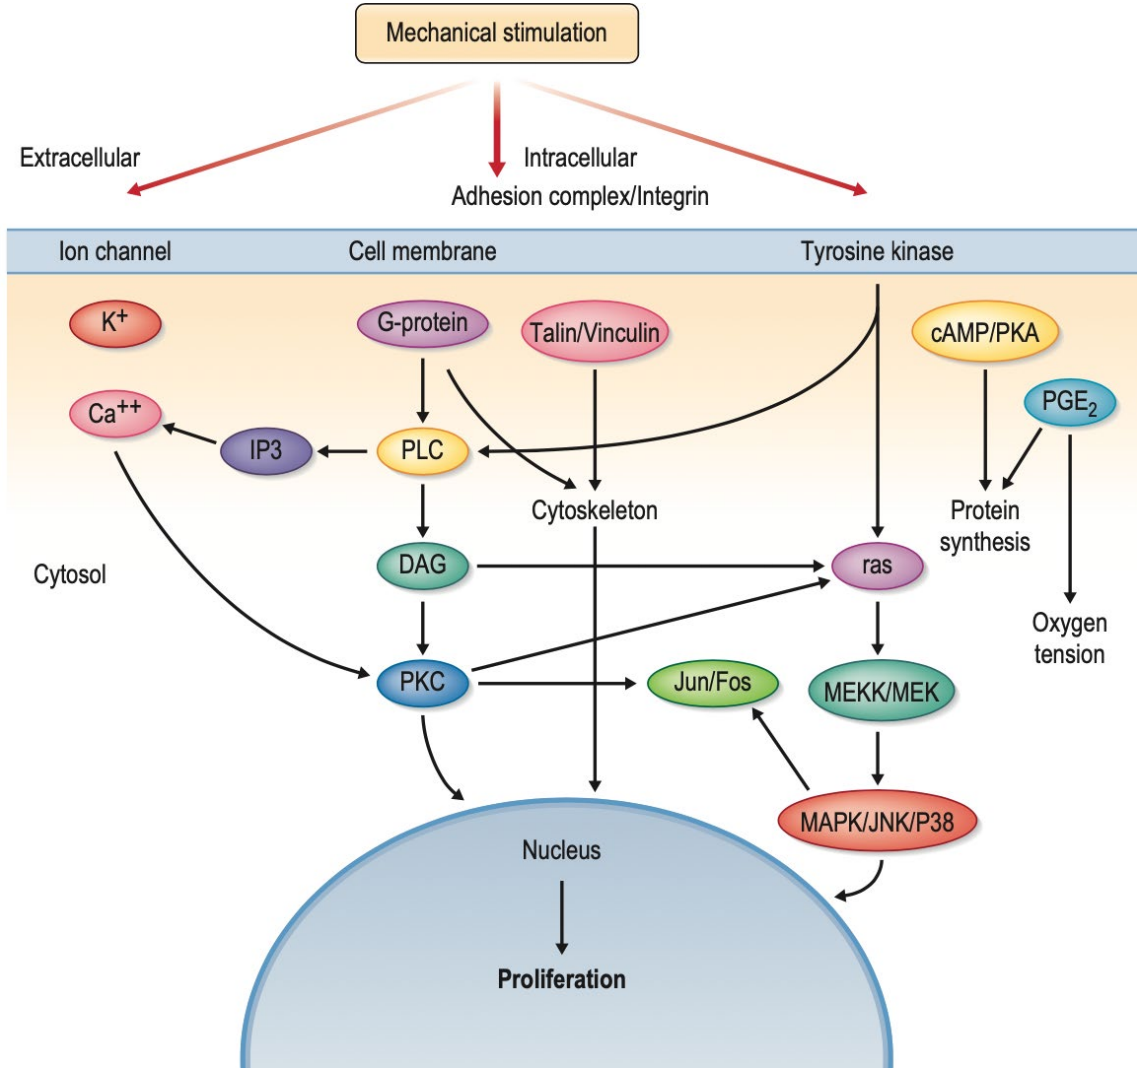 Mechanical stimulation
Extracellular
Intracellular
Adhesion complex/Integrin
Ion channel
Cell membrane
Tyrosine kinase
K+
G-protein
Talin/Vinculin
cAMP/PKA
Ca++
IP3
PLC
PGE2
Cytoskeleton
Protein
synthesis
Cytosol
DAG
ras
Oxygen
tension
PKC
Jun/Fos
MEKK/MEK
MAPK/JNK/P38
Nucleus
Proliferation